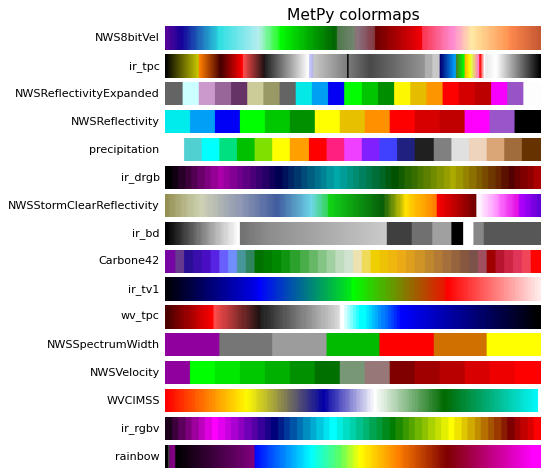 MetPy colormaps
NWS8bitVel
ir_tpc
NWSReflectivityExpanded
NWSReflectivity
precipitation
ir_drgb
NWSStormClearReflectivity
ir_bd
Carbone42
ir_tv1
wv_tpc
NWSSpectrumWidth
NWSVelocity
WVCIMSS
ir_rgbv
rainbow